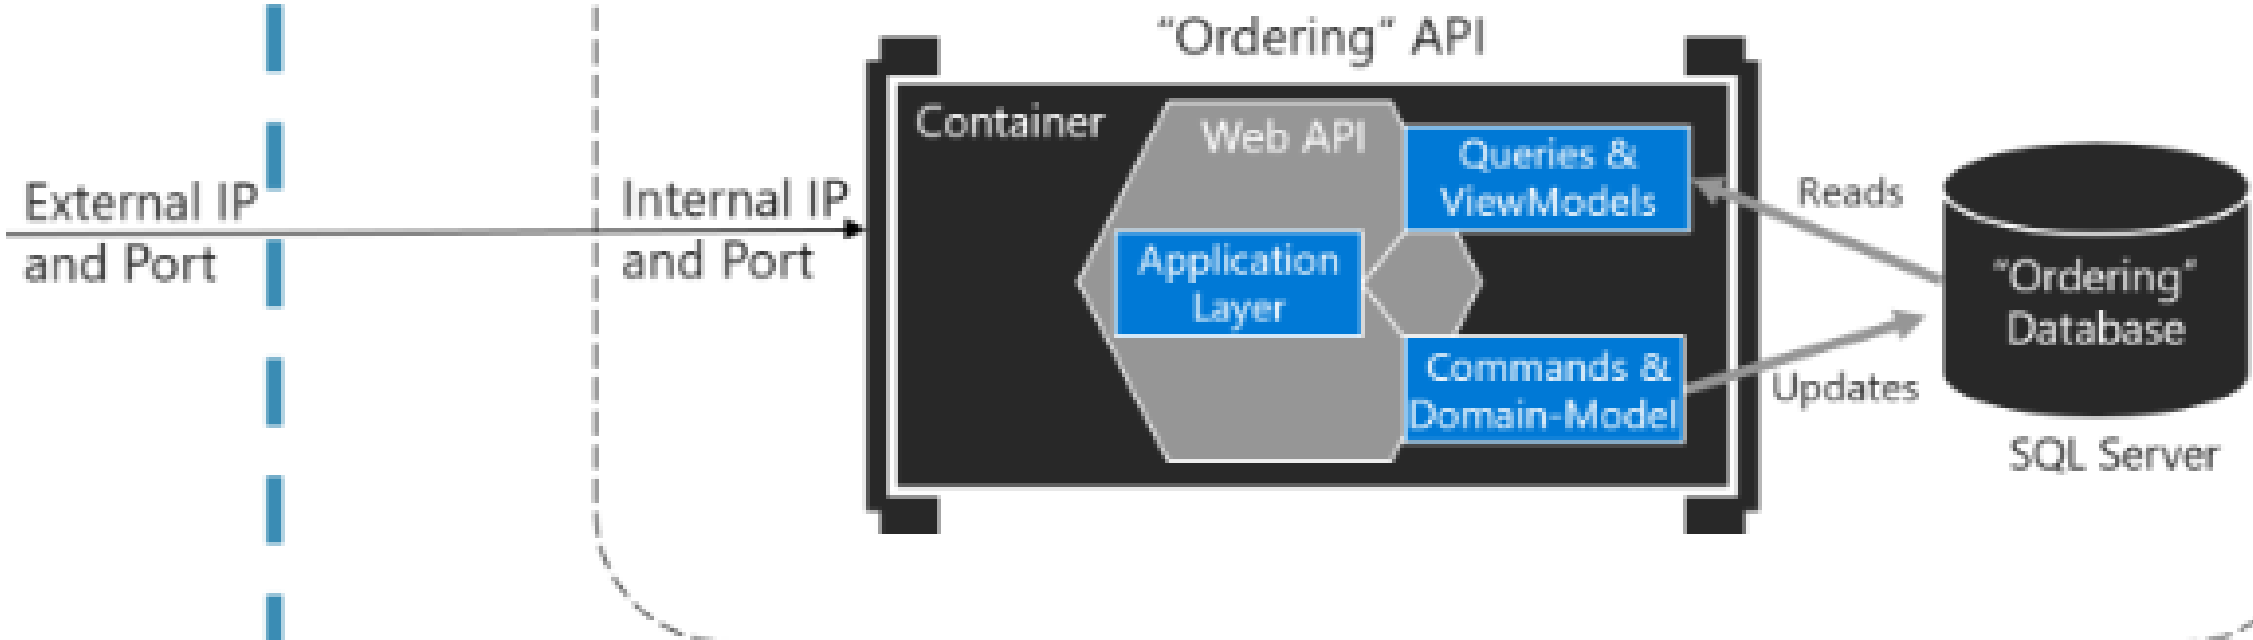 “Ordering” API
Container
Web API
Queries &
ViewModels
External IP
and Port
Internal IP
and Port
Application
Layer
Commands &
Domain-Model
Reads
Updates
“Ordering”
Database
SQL Server